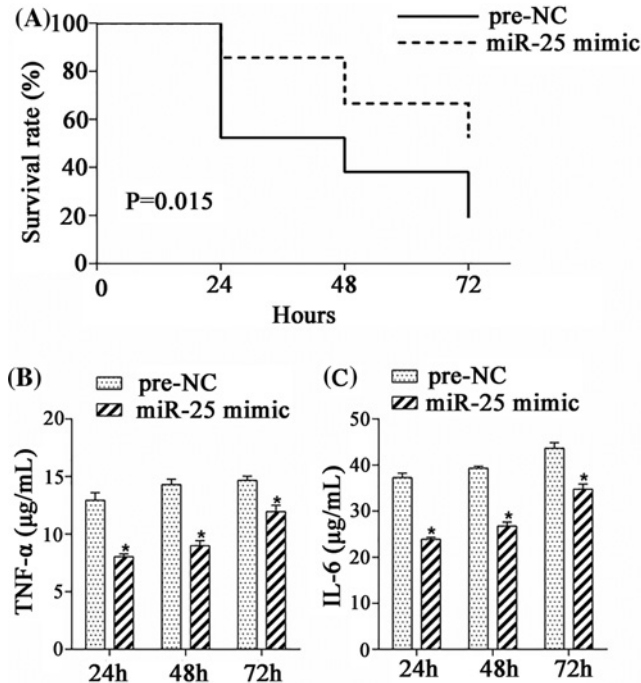 (A)
pre-NC
miR-25 mimic
Survival rate (%)
100
80
60
40
20
0
P=0.015
0 24 48 72
Hours
(B)
pre-NC
miR-25 mimic
TNF-α (μg/mL)
20
15
10
5
0
* * *
24h 48h 72h
(C)
pre-NC
miR-25 mimic
IL-6 (μg/mL)
50
40
30
20
10
0
* * *
24h 48h 72h